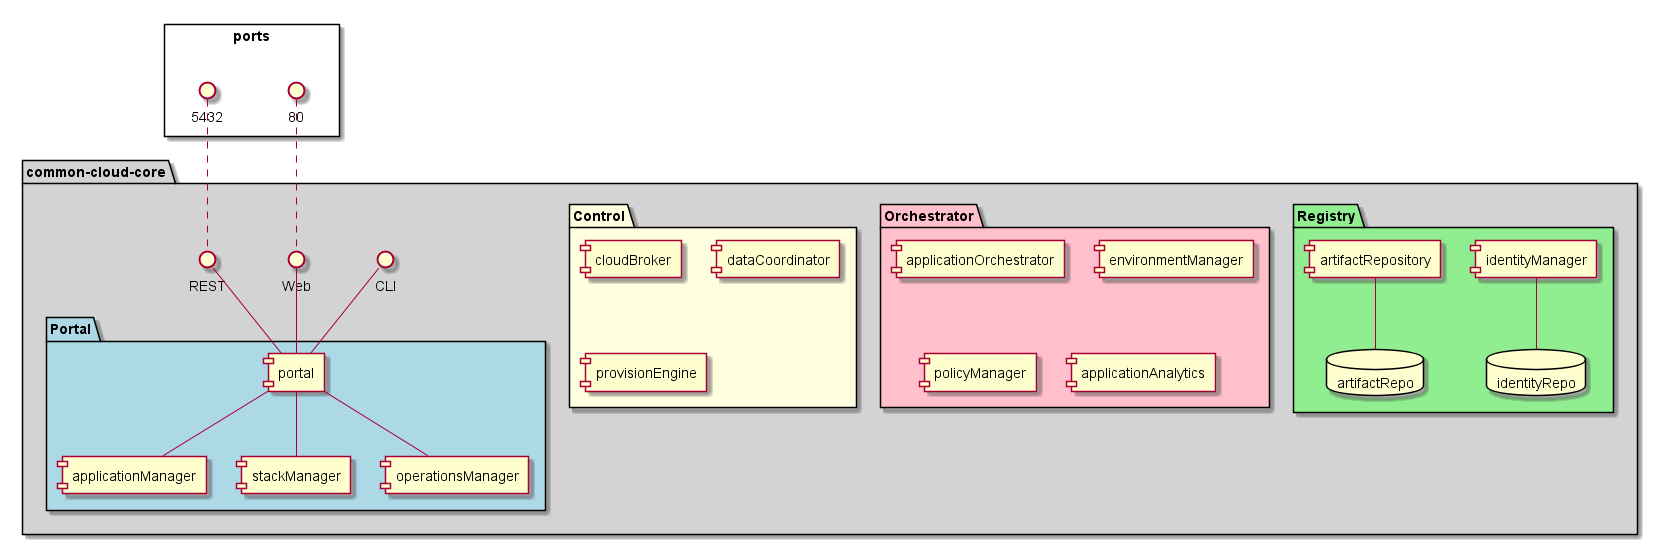 ports
5432
80
common-cloud-core
REST
Web
CLI
Portal
portal
applicationManager
stackManager
operationsManager
Control
cloudBroker
dataCoordinator
provisionEngine
Orchestrator
applicationOrchestrator
environmentManager
policyManager
applicationAnalytics
Registry
artifactRepository
identityManager
artifactRepo
identityRepo